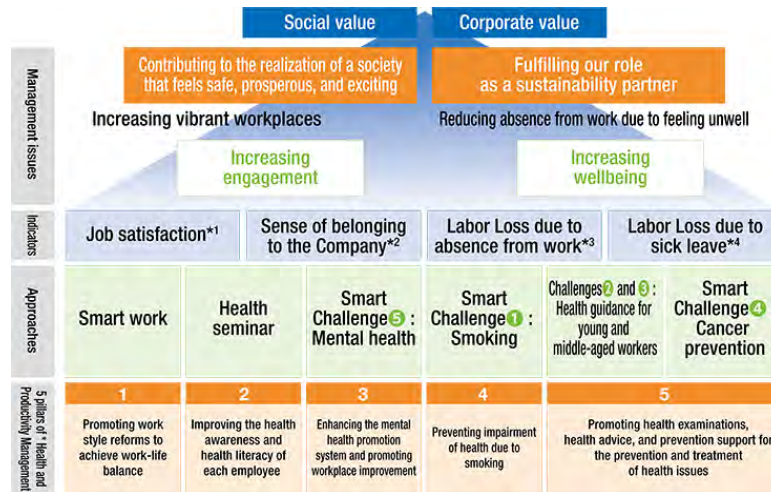 Social value
Corporate value
Management issues
Contributing to the realization of a society
that feels safe, prosperous, and exciting
Fulfilling our role
as a sustainability partner
Increasing vibrant workplaces
Reducing absence from work due to feeling unwell
Increasing
engagement
Increasing
wellbeing
Indicators
Job satisfaction*1
Sense of belonging
to the Company*2
Labor Loss due to
absence from work*3
Labor Loss due to
sick leave*4
Approaches
Smart work
Health
seminar
Smart
Challenge❺ :
Mental health
Smart
Challenge❶ :
Smoking
Challenges❷ and ❸ :
Health guidance for
young and
middle-aged workers
Smart
Challenge❹
Cancer
prevention
5 pillars of " Health and
Productivity Management
1
Promoting work
style reforms to
achieve work-life
balance
2
Improving the health
awareness and
health literacy of
each employee
3
Enhancing the mental
health promotion
system and promoting
workplace improvement
4
Preventing impairment
of health due to
smoking
5
Promoting health examinations,
health advice, and prevention support for
the prevention and treatment
of health issues